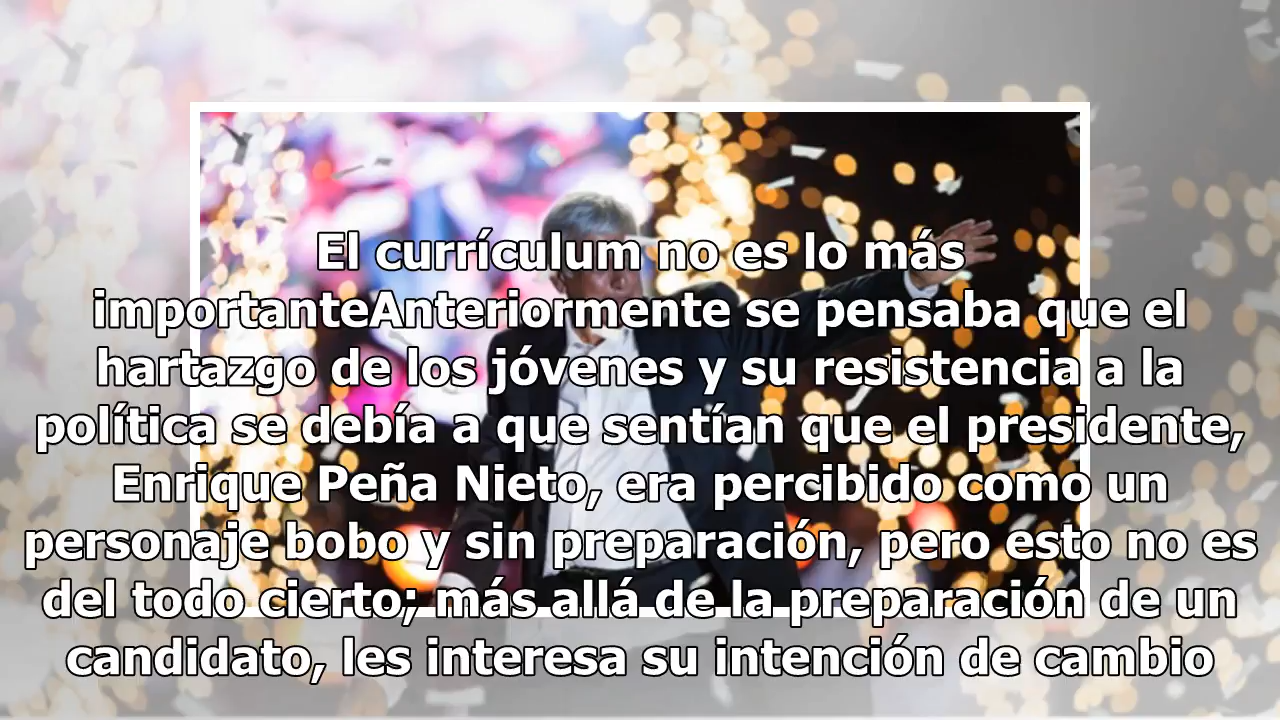 El currículum no es lo más
importanteAnteriormente se pensaba que el
hartazgo de los jóvenes y su resistencia a la
política se debía a que sentían que el presidente,
Enrique Peña Nieto, era percibido como un
personaje bobo y sin preparación, pero esto no es
del todo cierto; más allá de la preparación de un
candidato, les interesa su intención de cambio